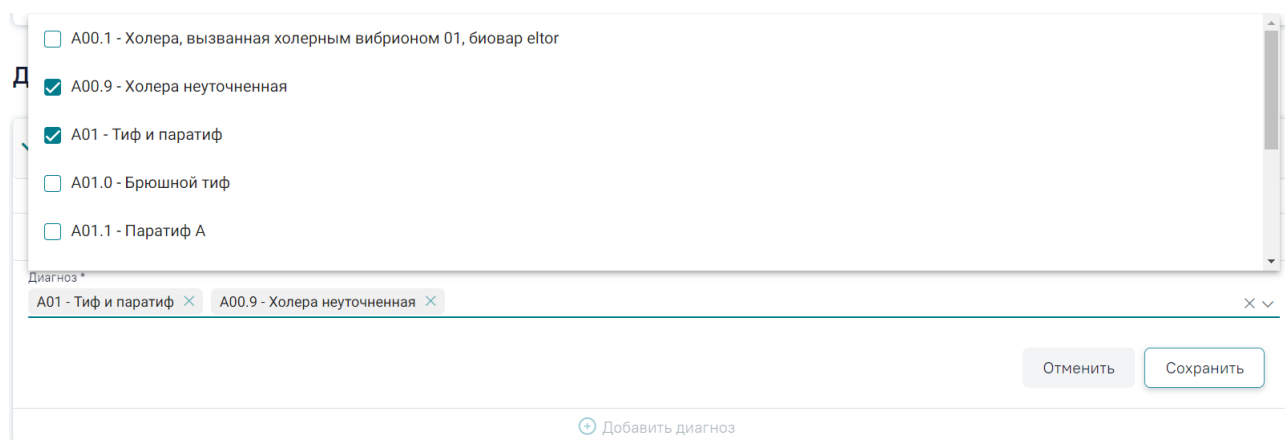 A00.1 - Холера, вызванная холерным вибрионом 01, биовар eltor
Д
A00.9 - Холера неуточненная
A01 - Тиф и паратиф
A01.0 - Брюшной тиф
A01.1 - Паратиф A
Диагноз *
A01 - Тиф и паратиф A00.9 - Холера неуточненная
Отменить Сохранить
Добавить диагноз